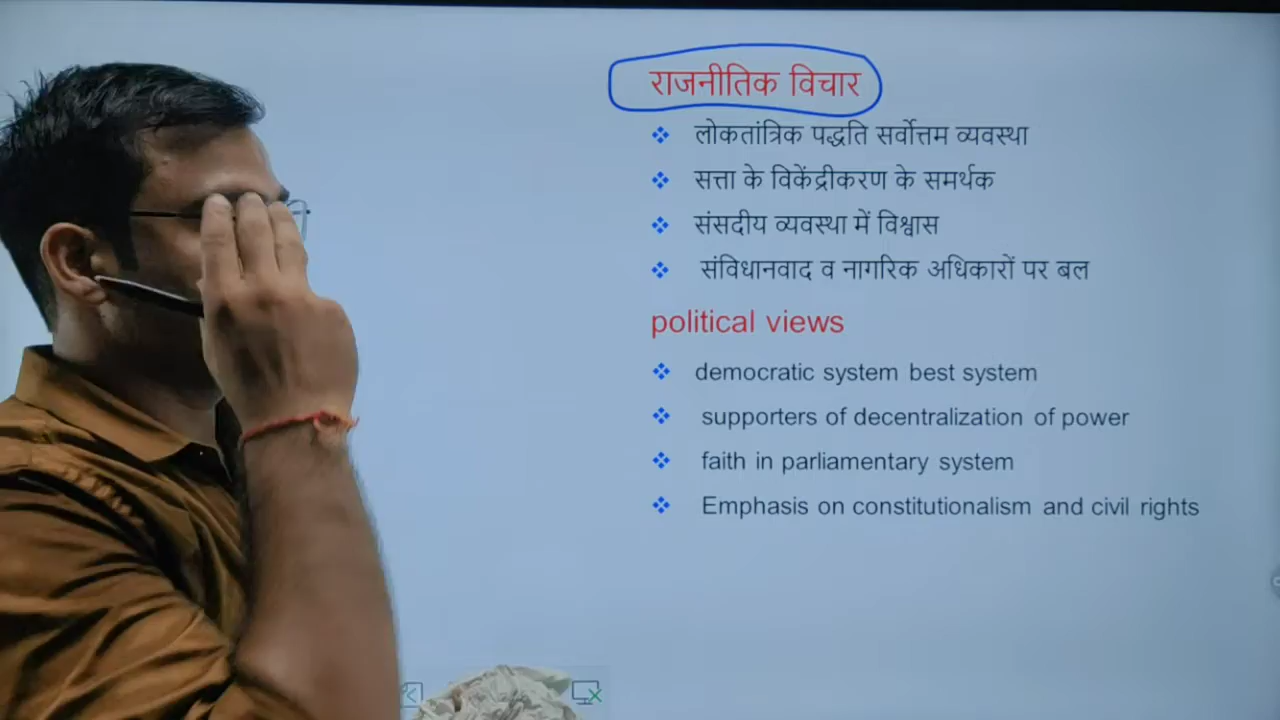 राजनीतिक विचार
लोकतांत्रिक पद्धति सर्वोत्तम व्यवस्था
सत्ता के विकेंद्रीकरण के समर्थक
संसदीय व्यवस्था में विश्वास
संविधानवाद व नागरिक अधिकारों पर बल
political views
democratic system best system
supporters of decentralization of power
faith in parliamentary system
Emphasis on constitutionalism and civil rights